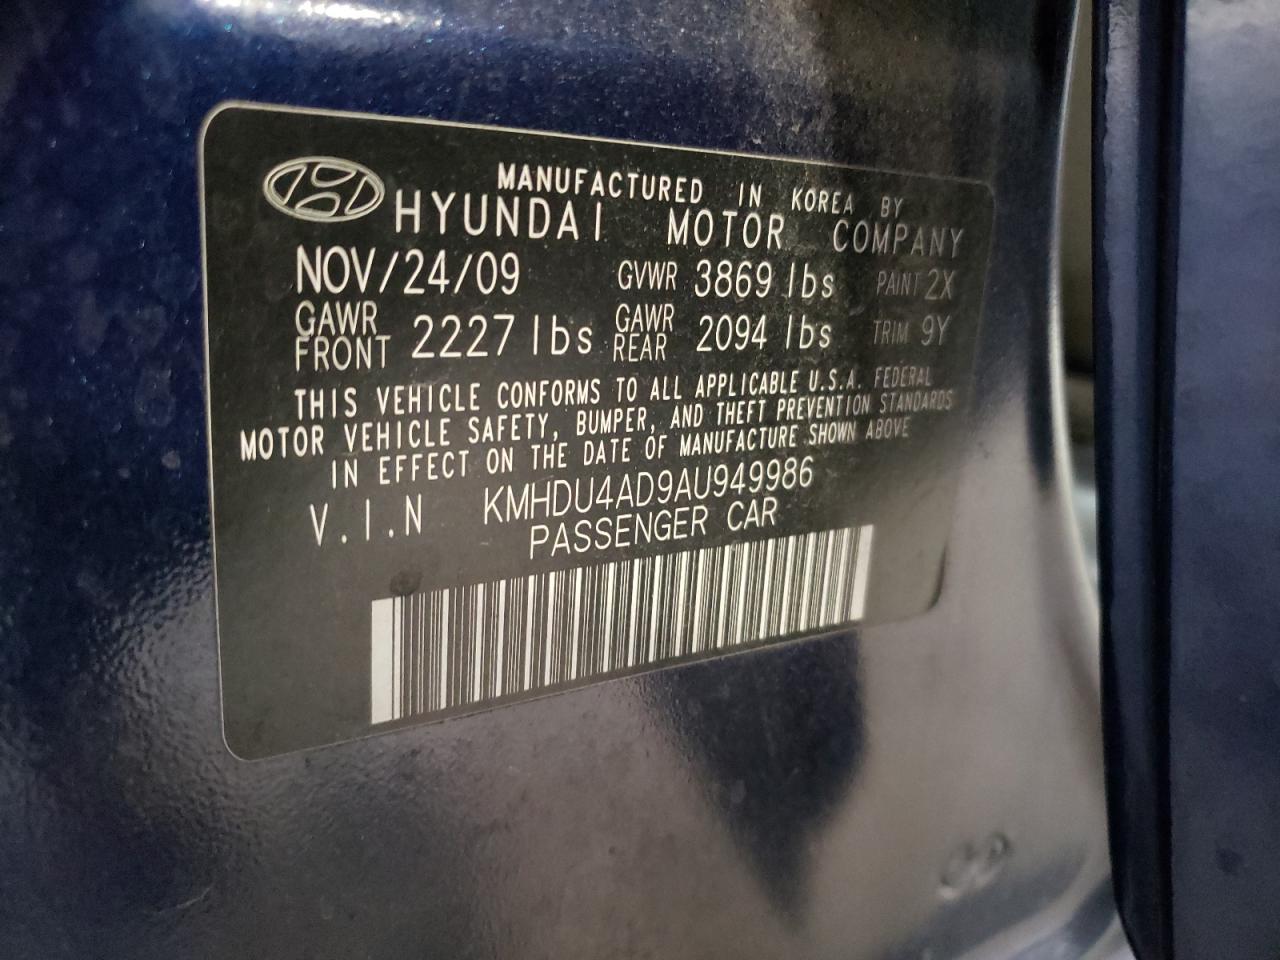 MANUFACTURED IN KOREA BY
HYUNDAI MOTOR COMPANY
NOV/24/09 GVWR 3869 lbs PAINT 2X
GAWR FRONT 2227 lbs GAWR REAR 2094 lbs TRIM 9Y
THIS VEHICLE CONFORMS TO ALL APPLICABLE U.S.A. FEDERAL
MOTOR VEHICLE SAFETY, BUMPER, AND THEFT PREVENTION STANDARDS
IN EFFECT ON THE DATE OF MANUFACTURE SHOWN ABOVE
V.I.N KMHDU4AD9AU949986
PASSENGER CAR